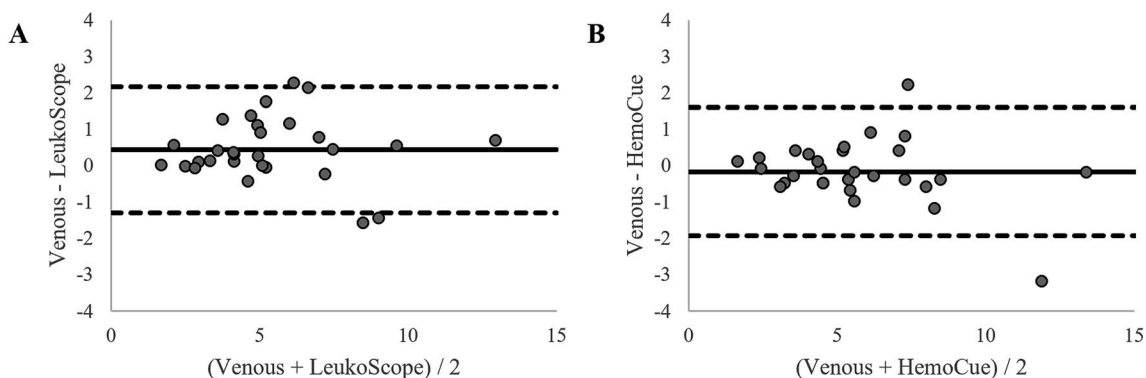 A
4
3
2
1
0
-1
-2
-3
-4
Venous - LeukoScope
0 5 10 15
(Venous + LeukoScope) / 2
B
4
3
2
1
0
-1
-2
-3
-4
Venous - HemoCue
0 5 10 15
(Venous + HemoCue) / 2